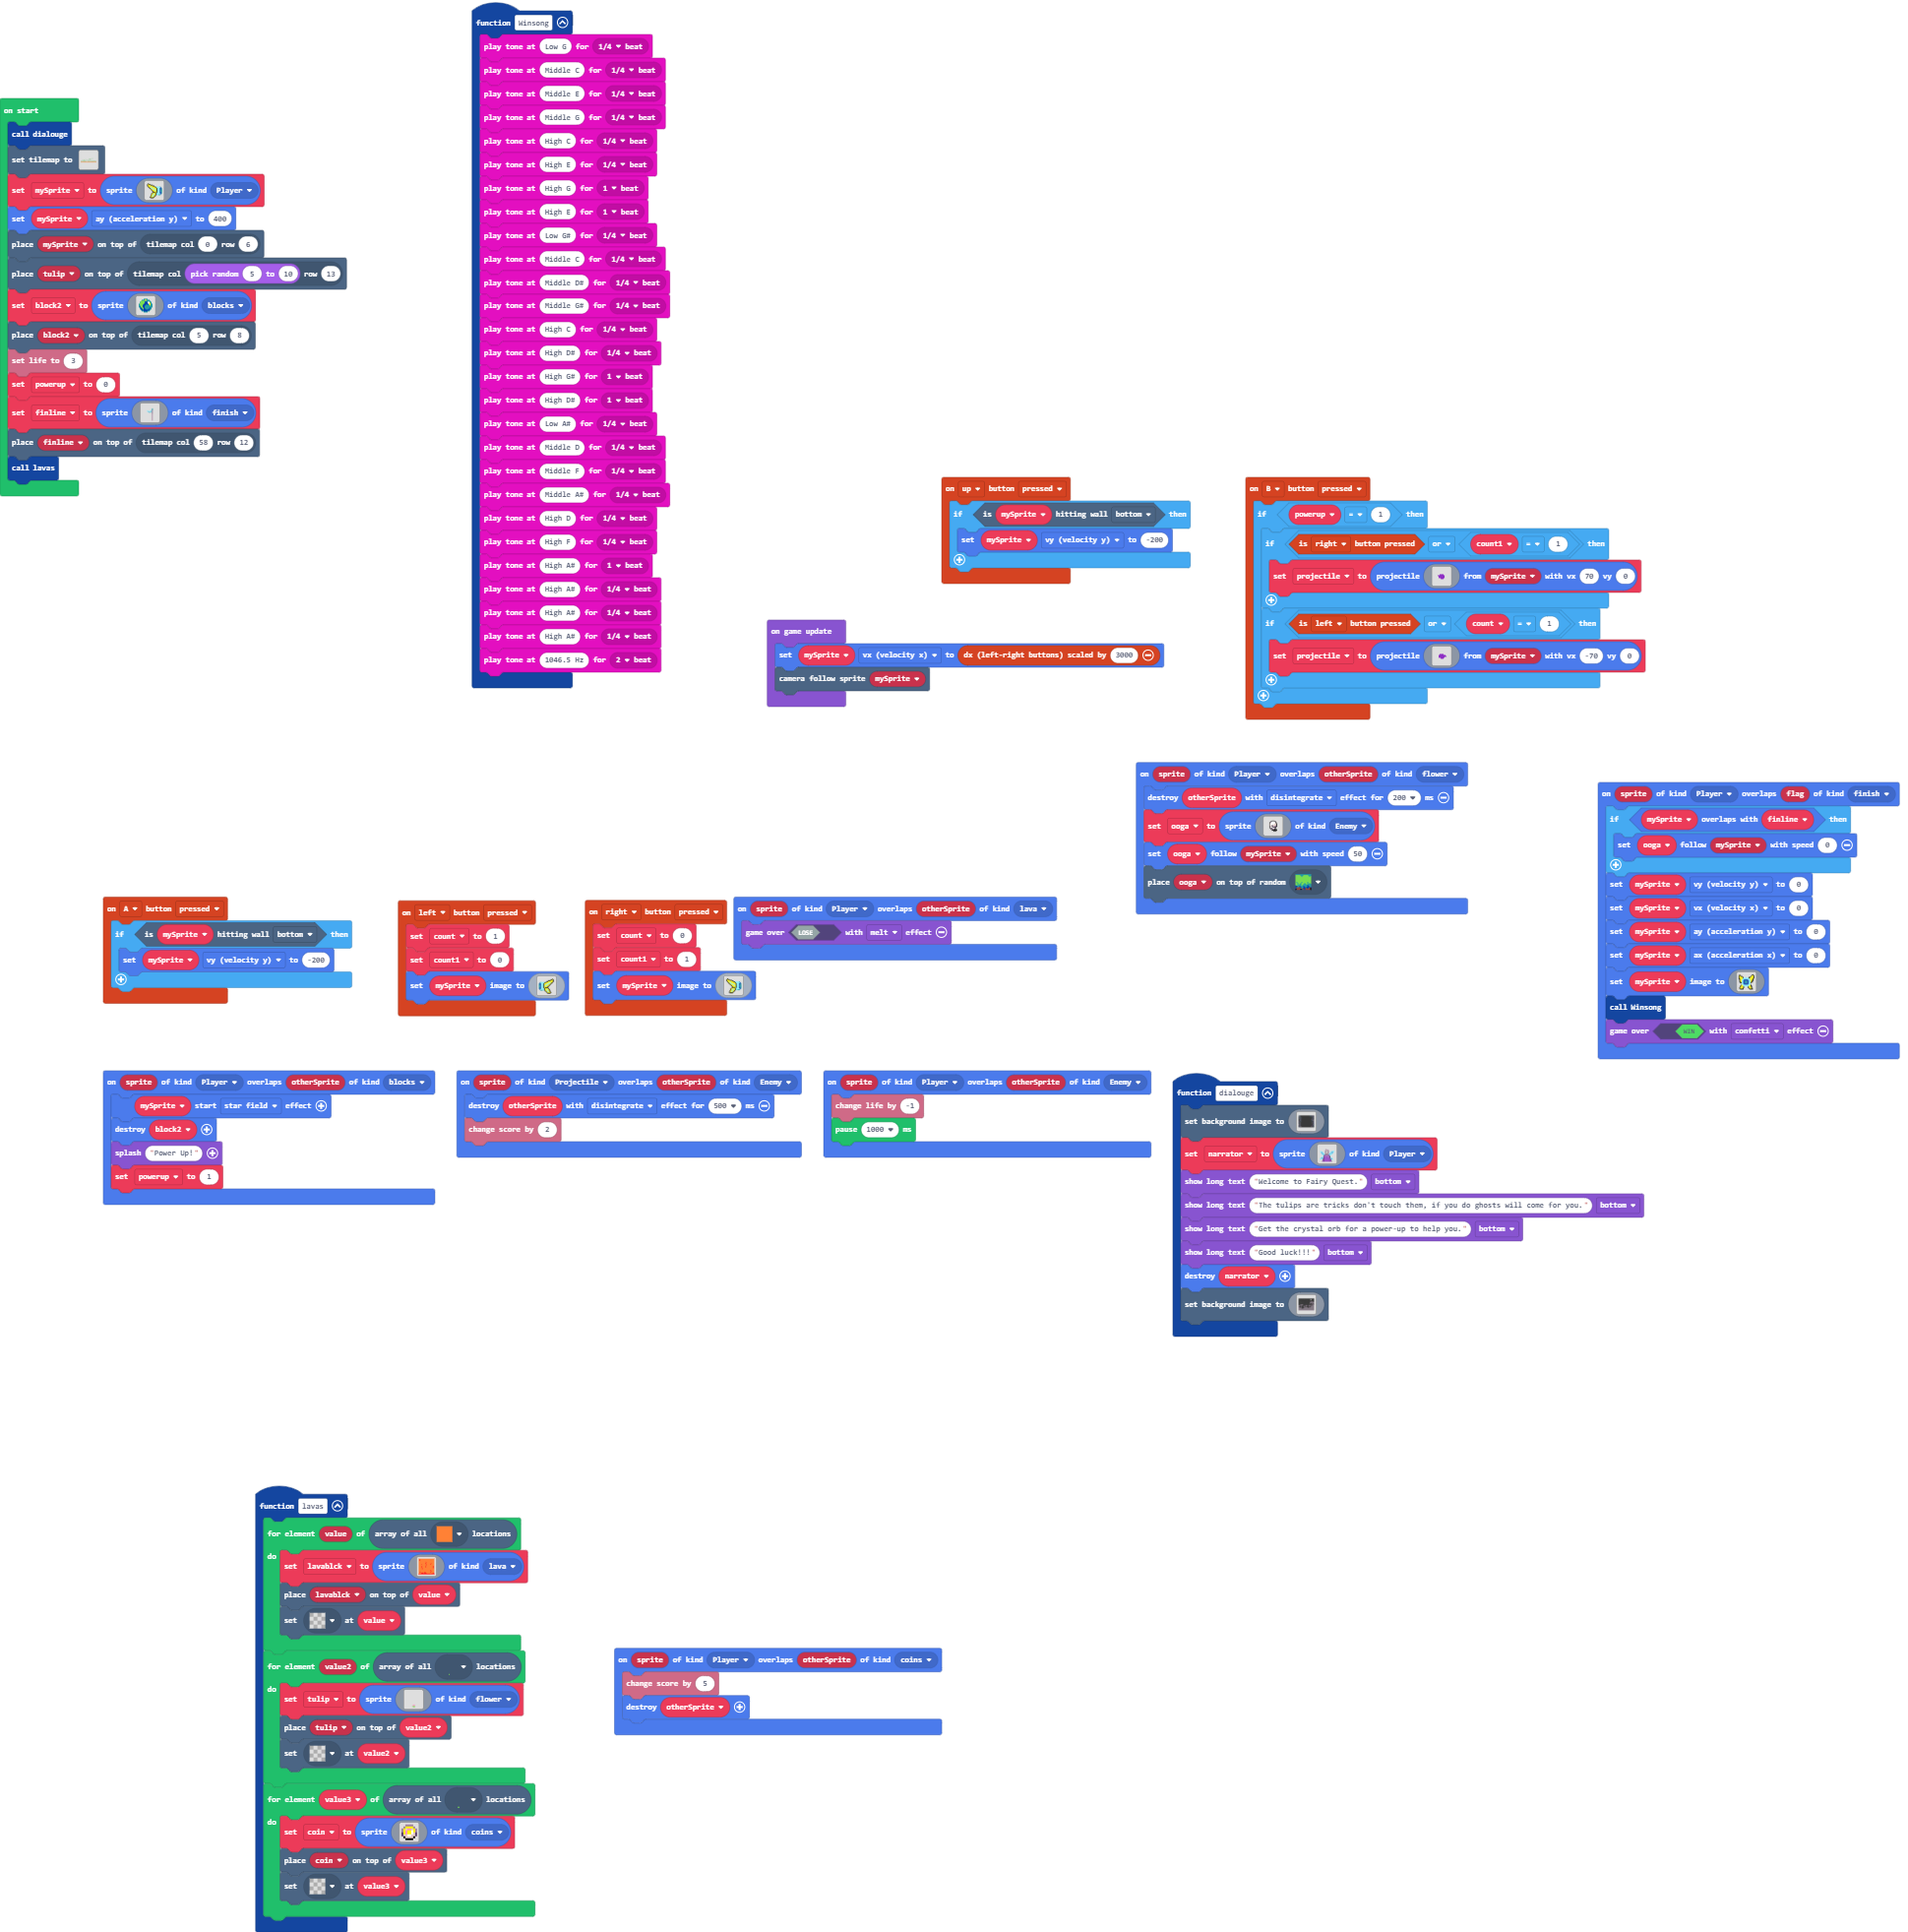 function Winsong
play tone at Low G for 1/4 beat
play tone at Middle C for 1/4 beat
play tone at Middle E for 1/4 beat
play tone at Middle G for 1/4 beat
play tone at High C for 1/4 beat
play tone at High E for 1/4 beat
play tone at High G for 1 beat
play tone at High E for 1 beat
play tone at Low G# for 1/4 beat
play tone at Middle C for 1/4 beat
play tone at Middle D# for 1/4 beat
play tone at Middle G# for 1/4 beat
play tone at High C for 1/4 beat
play tone at High D# for 1/4 beat
play tone at High G# for 1 beat
play tone at High D# for 1 beat
play tone at Low A# for 1/4 beat
play tone at Middle D for 1/4 beat
play tone at Middle F for 1/4 beat
play tone at Middle A# for 1/4 beat
play tone at High D for 1/4 beat
play tone at High F for 1/4 beat
play tone at High A# for 1 beat
play tone at High A# for 1/4 beat
play tone at High A# for 1/4 beat
play tone at High A# for 1/4 beat
play tone at 1046.5 Hz for 2 beat
on start
call dialouge
set tilemap to
set mySprite to sprite of kind Player
set mySprite ay (acceleration y) to 400
place mySprite on top of tilemap col 0 row 6
place tulip on top of tilemap col pick random 5 to 10 row 13
set block2 to sprite of kind blocks
place block2 on top of tilemap col 5 row 8
set life to 3
set powerup to 0
set finline to sprite of kind finish
place finline on top of tilemap col 58 row 12
call lavas
on up button pressed
if is mySprite hitting wall bottom then
set mySprite vy (velocity y) to -200
on B button pressed
if powerup = 1 then
if is right button pressed or count1 = 1 then
set projectile to projectile from mySprite with vx 70 vy 0
if is left button pressed or count = 1 then
set projectile to projectile from mySprite with vx -70 vy 0
on game update
set mySprite vx (velocity x) to dx (left-right buttons) scaled by 3000
camera follow sprite mySprite
on sprite of kind Player overlaps otherSprite of kind flower
destroy otherSprite with disintegrate effect for 200 ms
set ooga to sprite of kind Enemy
set ooga follow mySprite with speed 50
place ooga on top of random
on sprite of kind Player overlaps flag of kind finish
if mySprite overlaps with finline then
set ooga follow mySprite with speed 0
set mySprite vy (velocity y) to 0
set mySprite vx (velocity x) to 0
set mySprite ay (acceleration y) to 0
set mySprite ax (acceleration x) to 0
set mySprite image to
call Winsong
game over WIN with confetti effect
on A button pressed
if is mySprite hitting wall bottom then
set mySprite vy (velocity y) to -200
on left button pressed
set count to 1
set count1 to 0
set mySprite image to
on right button pressed
set count to 0
set count1 to 1
set mySprite image to
on sprite of kind Player overlaps otherSprite of kind lava
game over LOSE with melt effect
on sprite of kind Player overlaps otherSprite of kind blocks
mySprite start star field effect
destroy block2
splash "Power Up!"
set powerup to 1
on sprite of kind Projectile overlaps otherSprite of kind Enemy
destroy otherSprite with disintegrate effect for 500 ms
change score by 2
on sprite of kind Player overlaps otherSprite of kind Enemy
change life by -1
pause 1000 ms
function dialouge
set background image to
set narrator to sprite of kind Player
show long text "Welcome to Fairy Quest." bottom
show long text "The tulips are tricks don't touch them, if you do ghosts will come for you." bottom
show long text "Get the crystal orb for a power-up to help you." bottom
show long text "Good luck!!!" bottom
destroy narrator
set background image to
function lavas
for element value of array of all locations
do
set lavablck to sprite of kind lava
place lavablck on top of value
set at value
for element value2 of array of all locations
do
set tulip to sprite of kind flower
place tulip on top of value2
set at value2
for element value3 of array of all locations
do
set coin to sprite of kind coins
place coin on top of value3
set at value3
on sprite of kind Player overlaps otherSprite of kind coins
change score by 5
destroy otherSprite